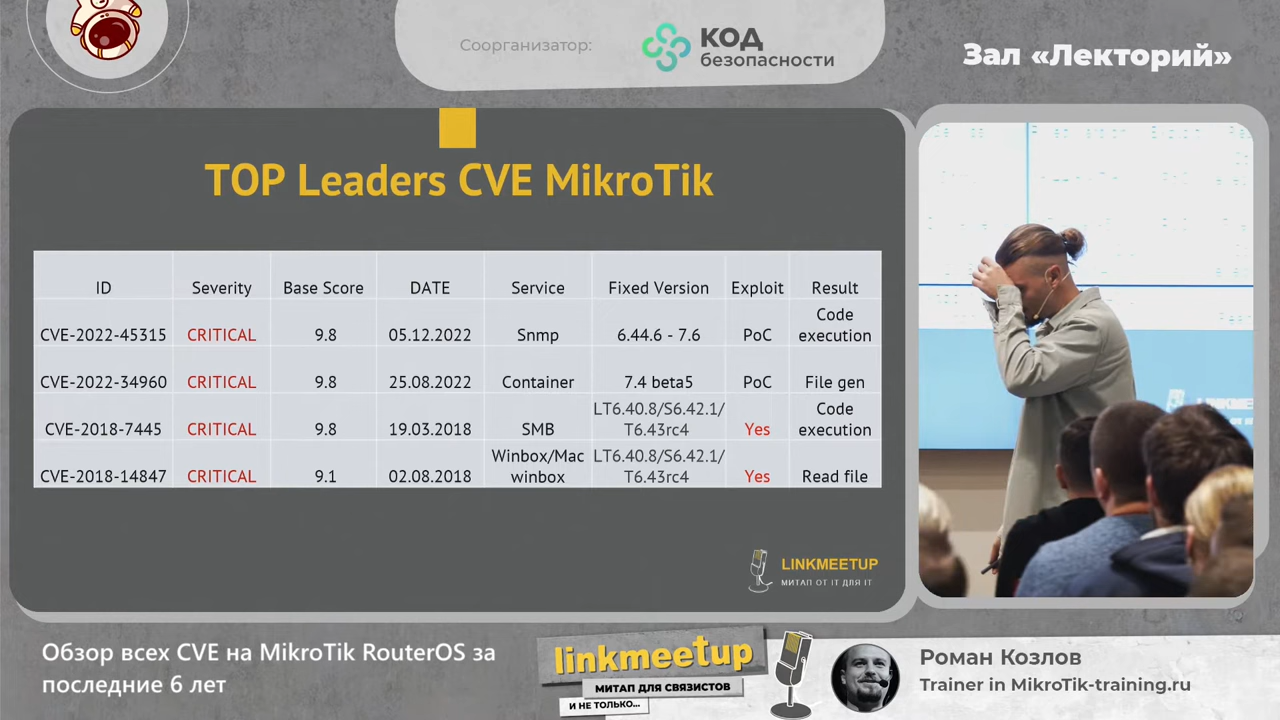 Соорганизатор:
КОД
безопасности
Зал «Лекторий»
TOP Leaders CVE MikroTik
ID Severity Base Score DATE Service Fixed Version Exploit Result
CVE-2022-45315 CRITICAL 9.8 05.12.2022 Snmp 6.44.6 - 7.6 PoC Code execution
CVE-2022-34960 CRITICAL 9.8 25.08.2022 Container 7.4 beta5 PoC File gen
CVE-2018-7445 CRITICAL 9.8 19.03.2018 SMB LT6.40.8/S6.42.1/ T6.43rc4 Yes Code execution
CVE-2018-14847 CRITICAL 9.1 02.08.2018 Winbox/Mac winbox LT6.40.8/S6.42.1/ T6.43rc4 Yes Read file
LINKMEETUP
МИТАП ОТ IT ДЛЯ IT
LINKMEET
Обзор всех CVE на MikroTik RouterOS за
последние 6 лет
linkmeetup
МИТАП ДЛЯ СВЯЗИСТОВ
И НЕ ТОЛЬКО...
Роман Козлов
Trainer in MikroTik-training.ru